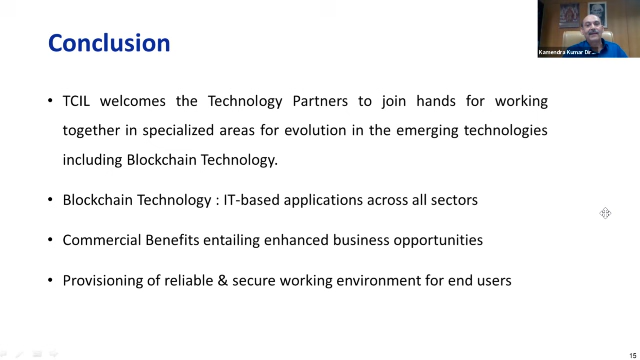 Conclusion
Kamendra Kumar Dir...
• TCIL welcomes the Technology Partners to join hands for working
together in specialized areas for evolution in the emerging technologies
including Blockchain Technology.
• Blockchain Technology : IT-based applications across all sectors
• Commercial Benefits entailing enhanced business opportunities
• Provisioning of reliable & secure working environment for end users
15